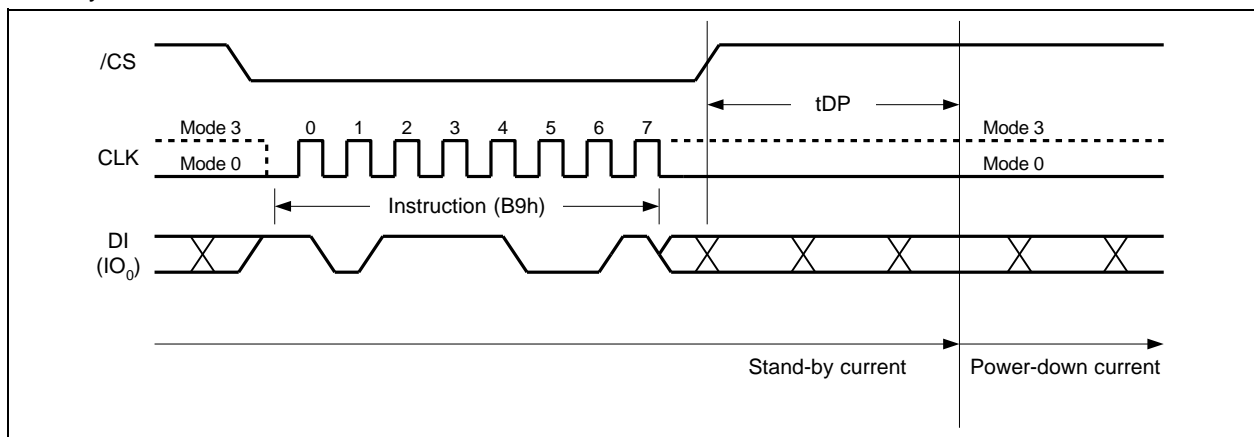 /CS
tDP
Mode 3 0 1 2 3 4 5 6 7 Mode 3
CLK
Mode 0 Mode 0
Instruction (B9h)
DI
(IO0)
Stand-by current Power-down current